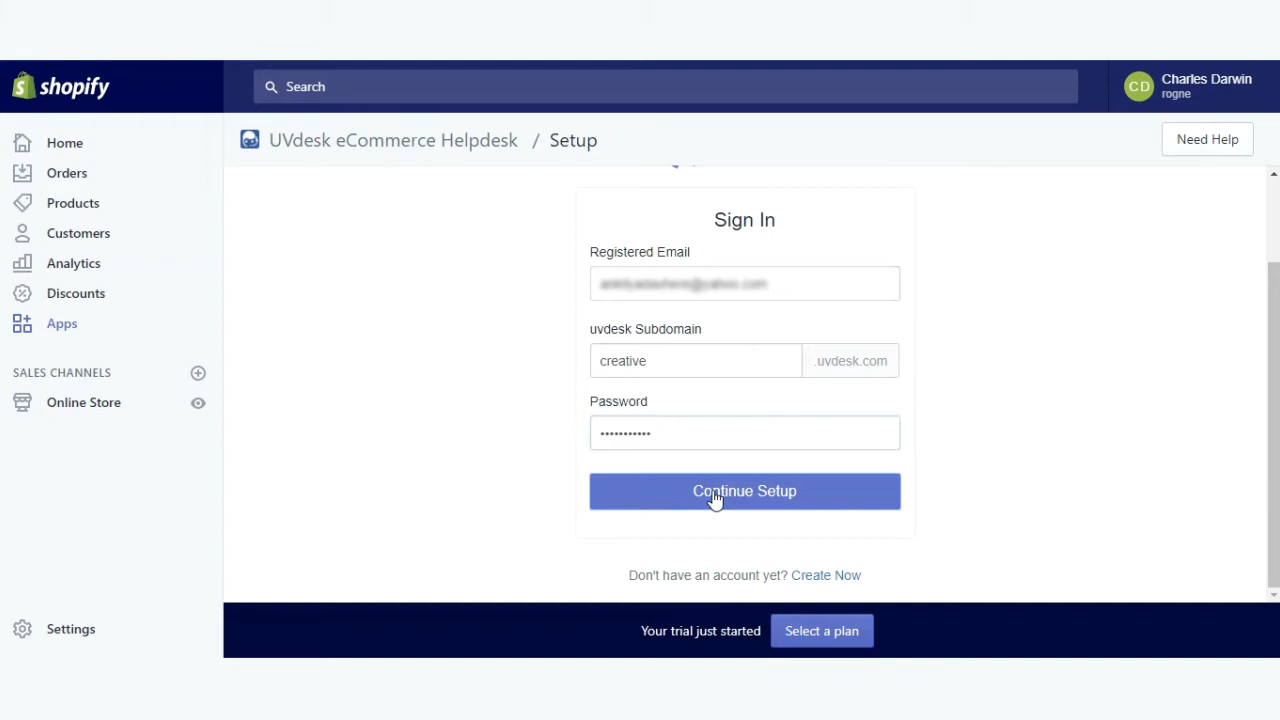 shopify
Search
CD
Charles Darwin
rogne
UVdesk eCommerce Helpdesk / Setup
Need Help
Home
Orders
Products
Customers
Analytics
Discounts
Apps
SALES CHANNELS
Online Store
Settings
Sign In
Registered Email
uvdesk Subdomain
creative .uvdesk.com
Password
•••••••••••
Continue Setup
Don't have an account yet? Create Now
Your trial just started Select a plan